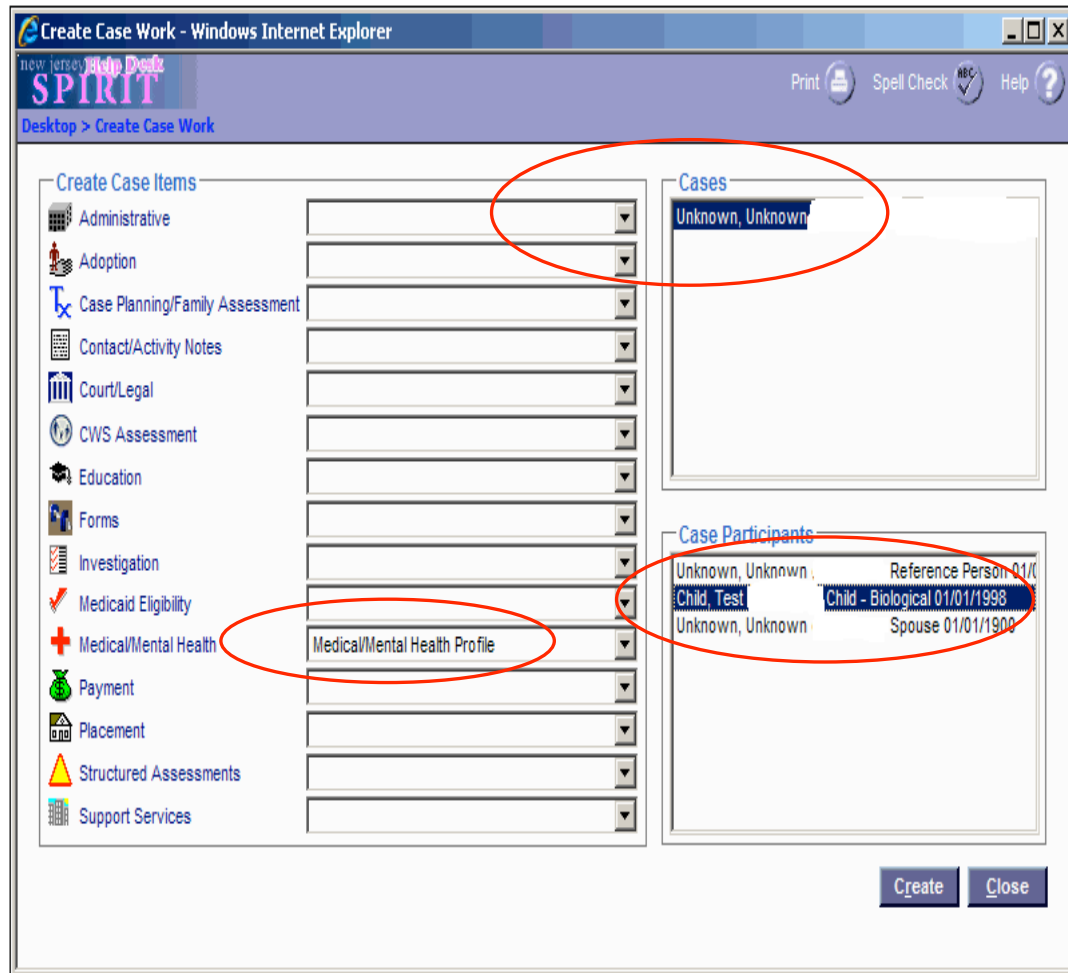 Create Case Work - Windows Internet Explorer
new jersey Help Desk
SPIRIT
Print ABC Spell Check Help ?
Desktop > Create Case Work
Create Case Items
Administrative
Adoption
Tx Case Planning/Family Assessment
Contact/Activity Notes
Court/Legal
CWS Assessment
Education
Forms
Investigation
Medicaid Eligibility
Medical/Mental Health Medical/Mental Health Profile
Payment
Placement
Structured Assessments
Support Services
Cases
Unknown, Unknown
Case Participants
Unknown, Unknown Reference Person 01/0
Child, Test Child - Biological 01/01/1998
Unknown, Unknown Spouse 01/01/1900
Create Close